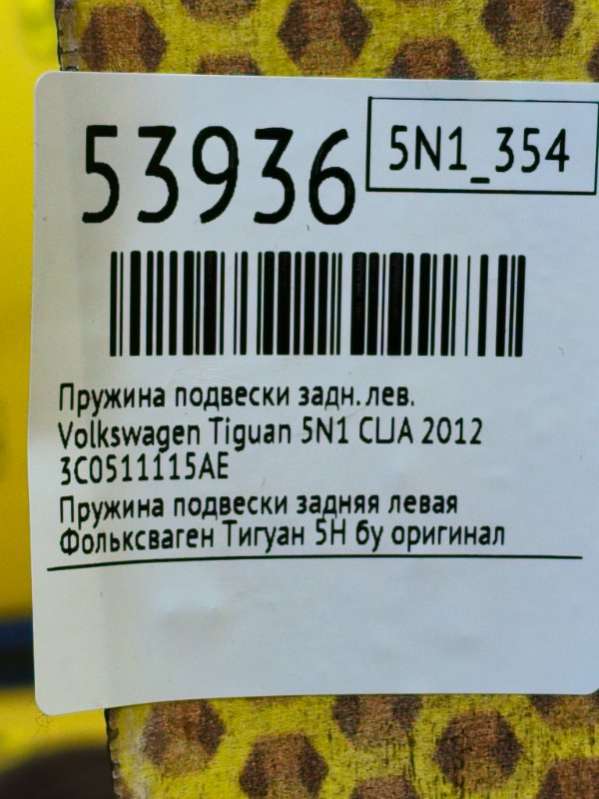 53936
5N1_354
Пружина подвески задн. лев.
Volkswagen Tiguan 5N1 CLJA 2012
3C0511115AE
Пружина подвески задняя левая
Фольксваген Тигуан 5Н бу оригинал